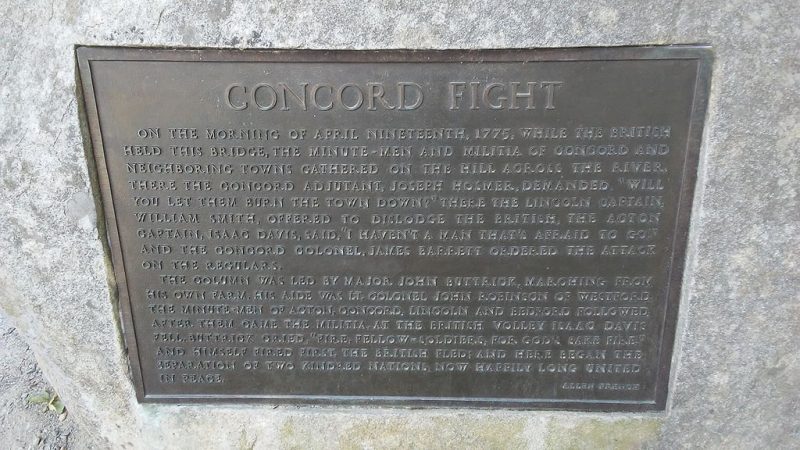 CONCORD FIGHT
ON THE MORNING OF APRIL NINETEENTH, 1775, WHILE THE BRITISH
HELD THIS BRIDGE, THE MINUTE-MEN AND MILITIA OF CONCORD AND
NEIGHBORING TOWNS GATHERED ON THE HILL ACROSS THE RIVER.
THERE THE CONCORD ADJUTANT, JOSEPH HOSMER, DEMANDED, "WILL
YOU LET THEM BURN THE TOWN DOWN?" THERE THE LINCOLN CAPTAIN,
WILLIAM SMITH, OFFERED TO DISLODGE THE BRITISH, THE ACTON
CAPTAIN, ISAAC DAVIS, SAID, "I HAVEN'T A MAN THAT'S AFRAID TO GO!"
AND THE CONCORD COLONEL, JAMES BARRETT ORDERED THE ATTACK
ON THE REGULARS.
THE COLUMN WAS LED BY MAJOR JOHN BUTTRICK, MARCHING FROM
HIS OWN FARM. HIS AIDE WAS LT. COLONEL JOHN ROBINSON OF WESTFORD.
THE MINUTE-MEN OF ACTON, CONCORD, LINCOLN AND BEDFORD FOLLOWED.
AFTER THEM CAME THE MILITIA. AT THE BRITISH VOLLEY ISAAC DAVIS
FELL. BUTTRICK CRIED, "FIRE, FELLOW-SOLDIERS, FOR GOD'S SAKE FIRE!"
AND HIMSELF FIRED FIRST. THE BRITISH FLED; AND HERE BEGAN THE
SEPARATION OF TWO KINDRED NATIONS, NOW HAPPILY LONG UNITED
IN PEACE.
ALLEN FRENCH